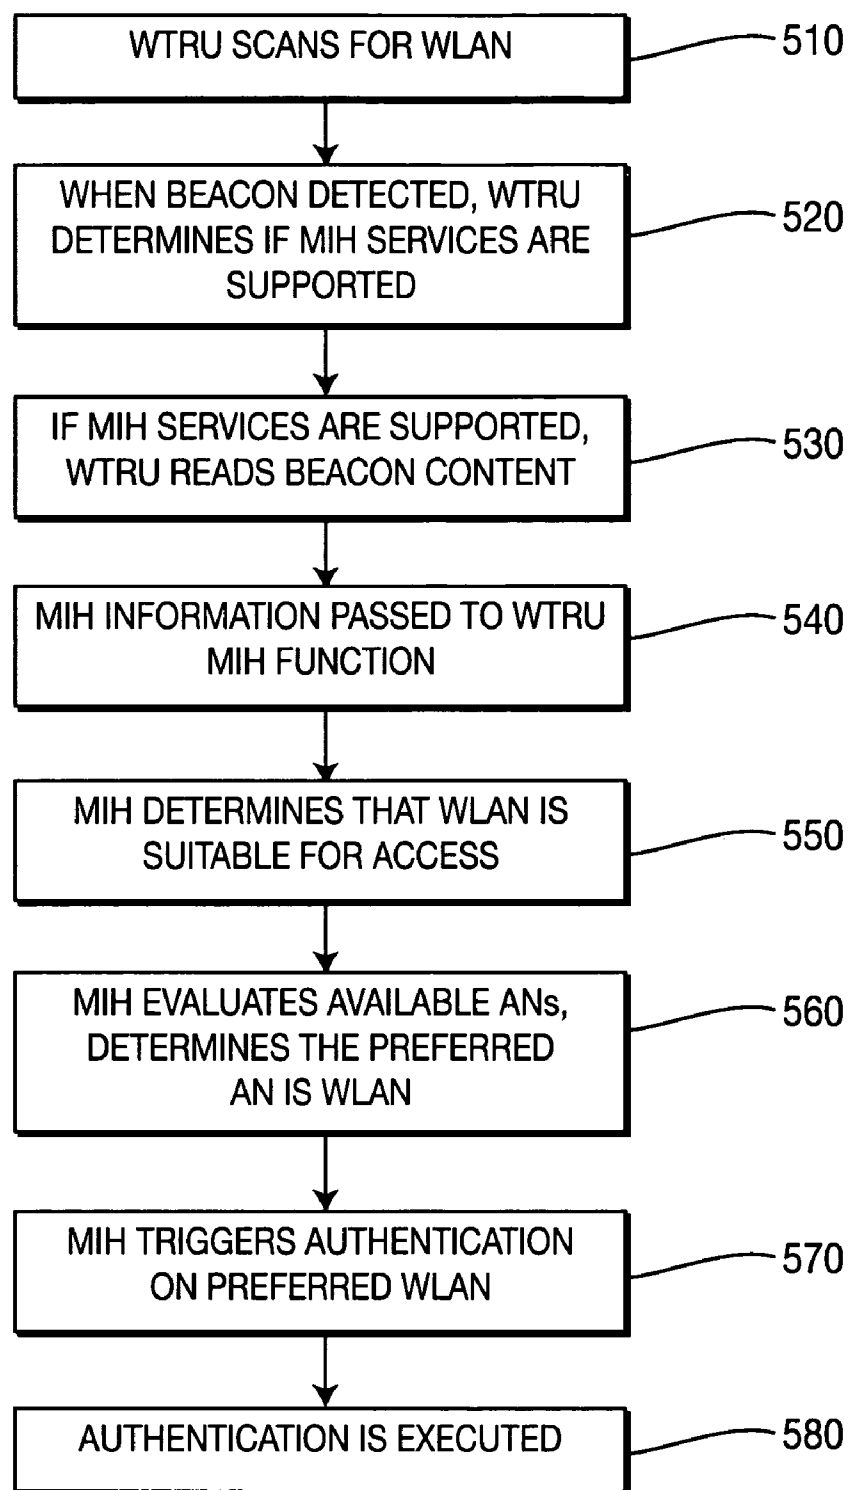 WTRU SCANS FOR WLAN
510
WHEN BEACON DETECTED, WTRU
DETERMINES IF MIH SERVICES ARE
SUPPORTED
520
IF MIH SERVICES ARE SUPPORTED,
WTRU READS BEACON CONTENT
530
MIH INFORMATION PASSED TO WTRU
MIH FUNCTION
540
MIH DETERMINES THAT WLAN IS
SUITABLE FOR ACCESS
550
MIH EVALUATES AVAILABLE ANs,
DETERMINES THE PREFERRED
AN IS WLAN
560
MIH TRIGGERS AUTHENTICATION
ON PREFERRED WLAN
570
AUTHENTICATION IS EXECUTED
580